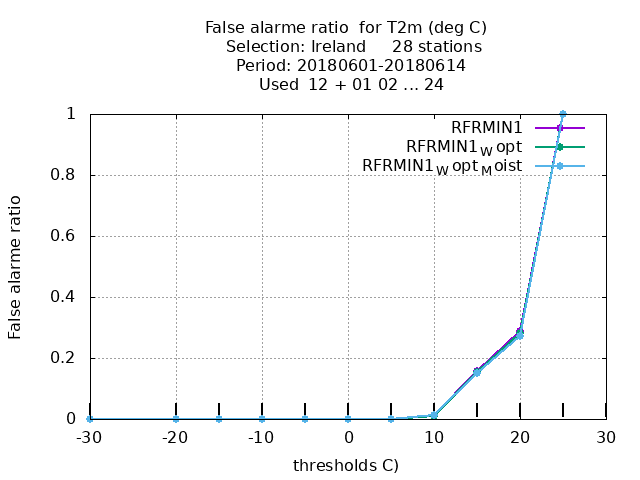 False alarme ratio  for T2m (deg C)
Selection: Ireland     28 stations
Period: 20180601-20180614
Used  12 + 01 02 ... 24
RFRMIN1
RFRMIN1_Wopt
RFRMIN1_Wopt_Moist
False alarme ratio
1
0.8
0.6
0.4
0.2
0
-30 -20 -10 0 10 20 30
thresholds C)